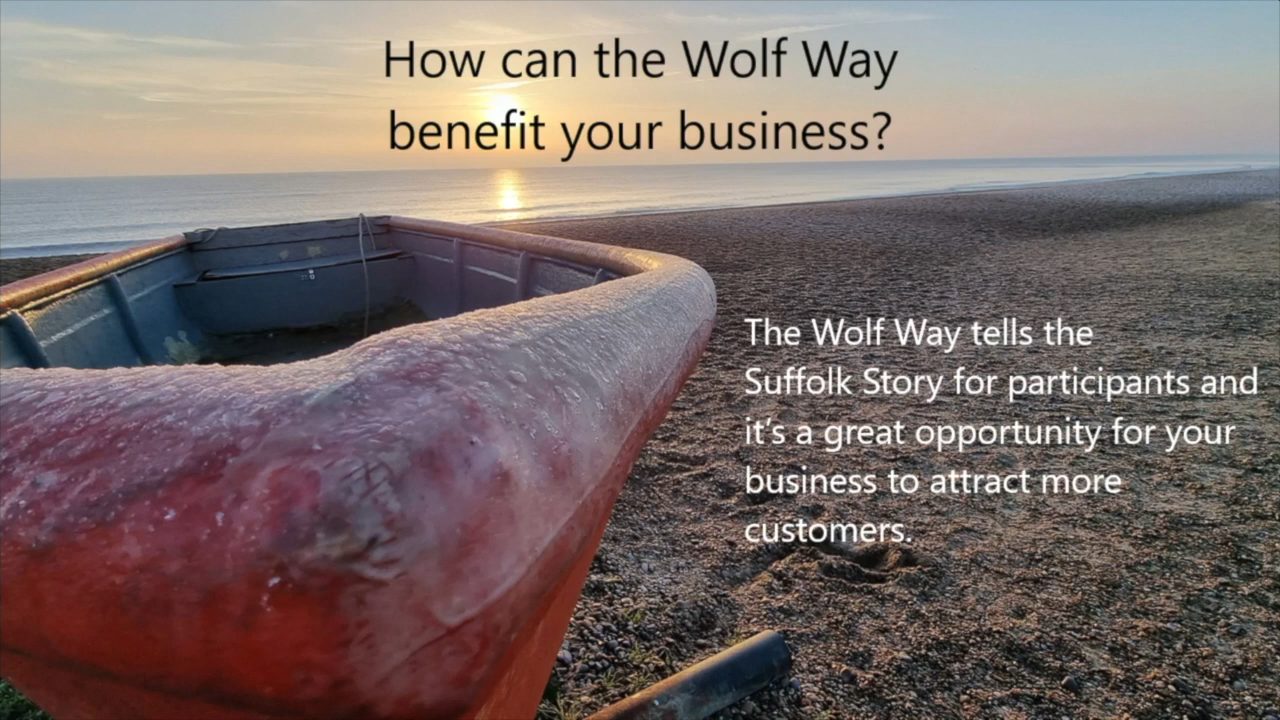 How can the Wolf Way
benefit your business?
The Wolf Way tells the
Suffolk Story for participants and
it's a great opportunity for your
business to attract more
customers.